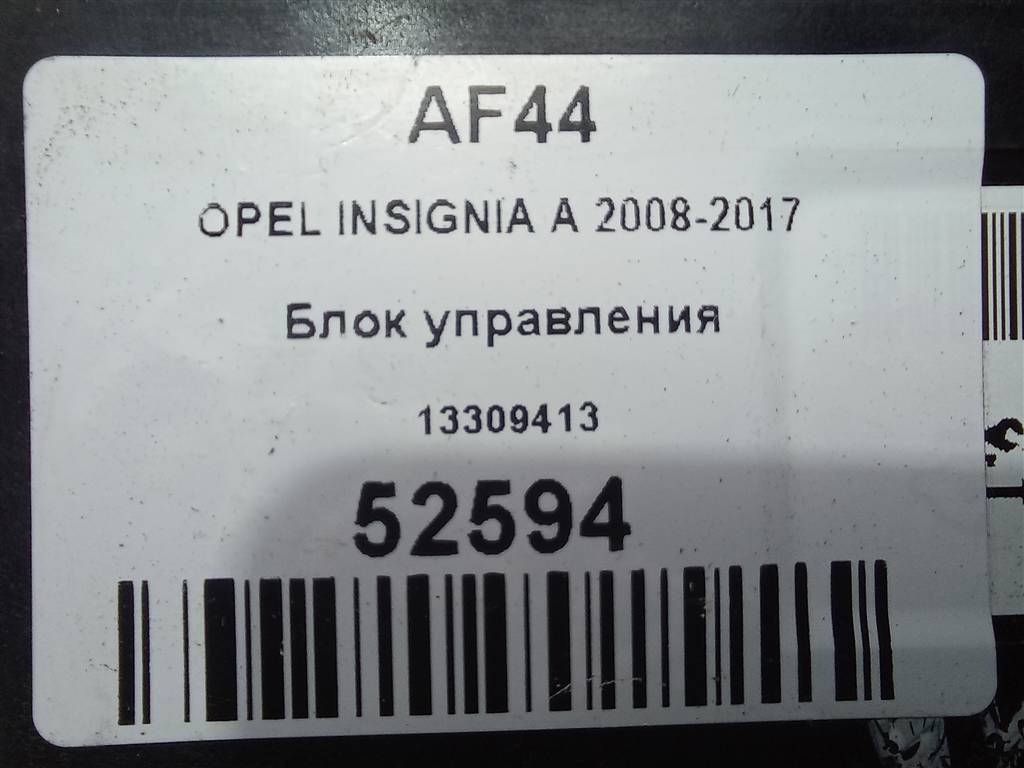 AF44
OPEL INSIGNIA A 2008-2017
Блок управления
13309413
52594